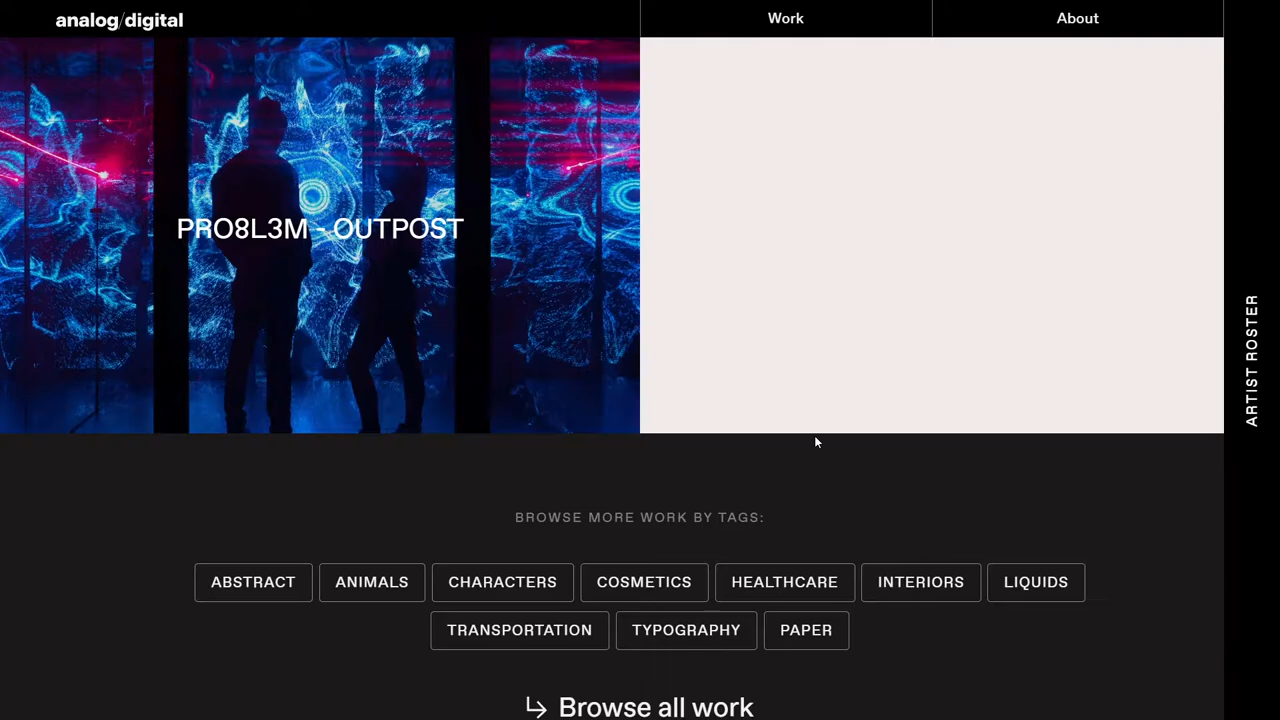 analog/digital
Work
About
PRO8L3M - OUTPOST
ARTIST ROSTER
BROWSE MORE WORK BY TAGS:
ABSTRACT ANIMALS CHARACTERS COSMETICS HEALTHCARE INTERIORS LIQUIDS
TRANSPORTATION TYPOGRAPHY PAPER
↳ Browse all work